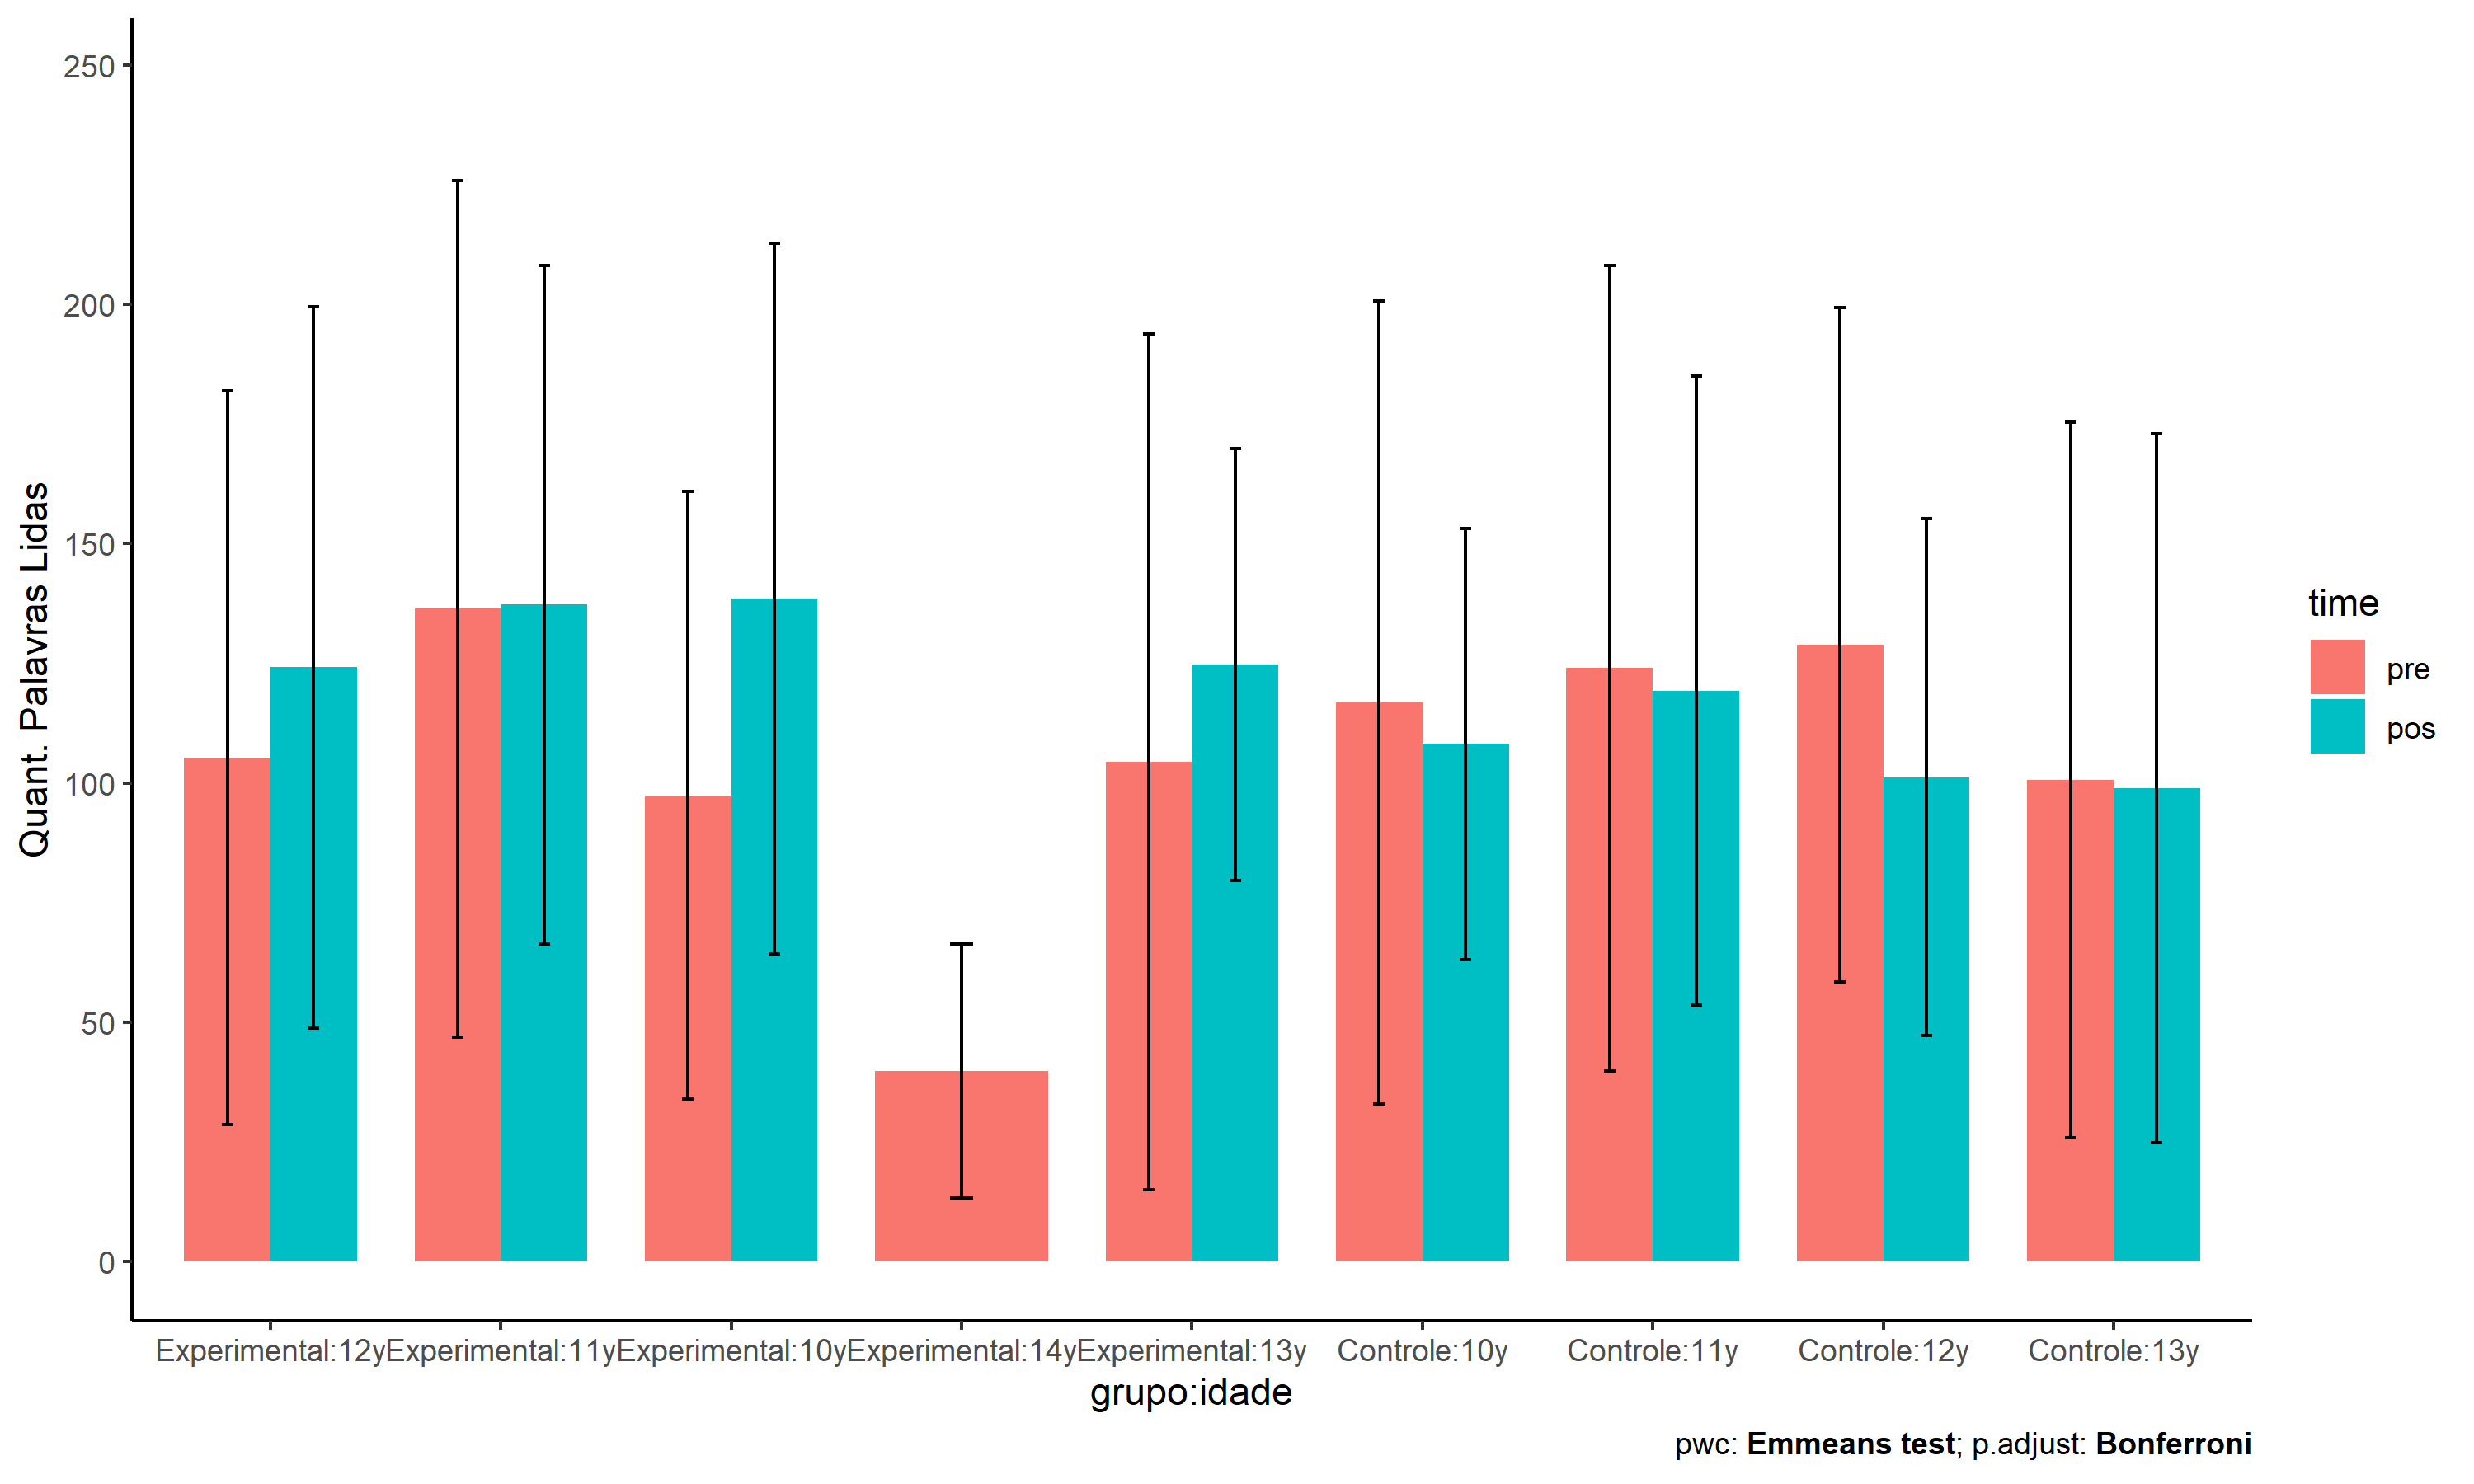 Quant. Palavras Lidas
250
200
150
100
50
0
Experimental:12y
Experimental:11y
Experimental:10y
Experimental:14y
Experimental:13y
Controle:10y
Controle:11y
Controle:12y
Controle:13y
grupo:idade
time
pre
pos
pwc: Emmeans test; p.adjust: Bonferroni